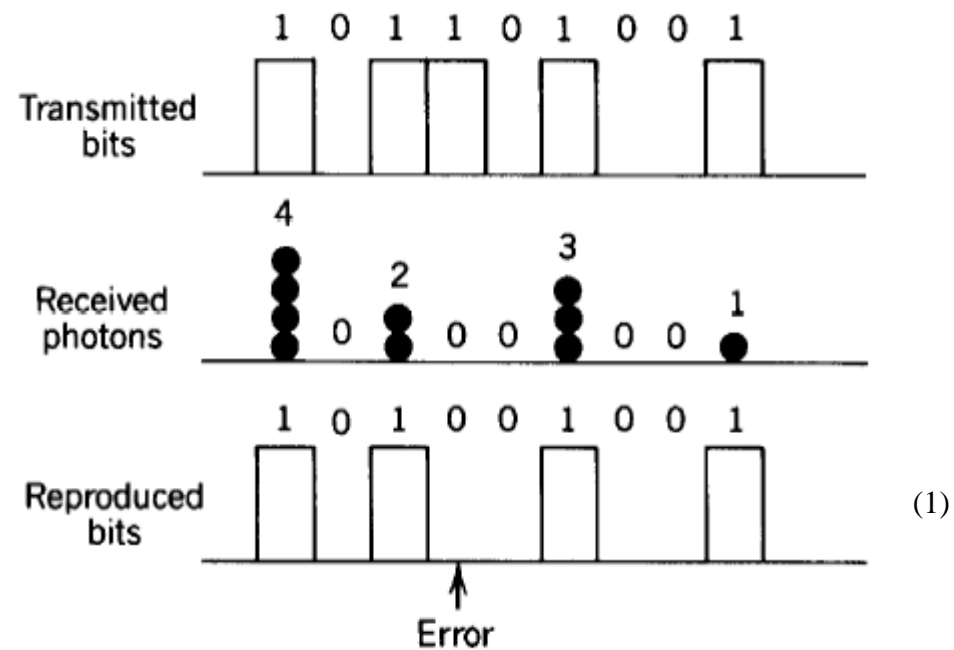 1 0 1 1 0 1 0 0 1
Transmitted
bits
4
3
2
1
0 0 0 0 0
Received
photons
1 0 1 0 0 1 0 0 1
Reproduced
bits
(1)
Error